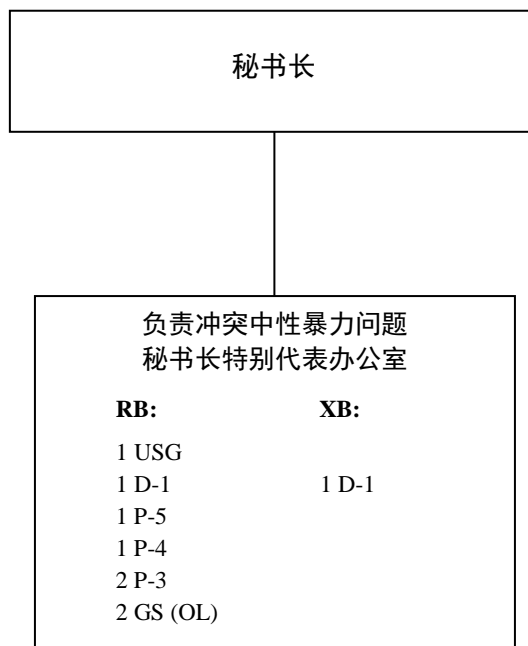 秘书长
负责冲突中性暴力问题
秘书长特别代表办公室
RB: XB:
1 USG
1 D-1 1 D-1
1 P-5
1 P-4
2 P-3
2 GS (OL)